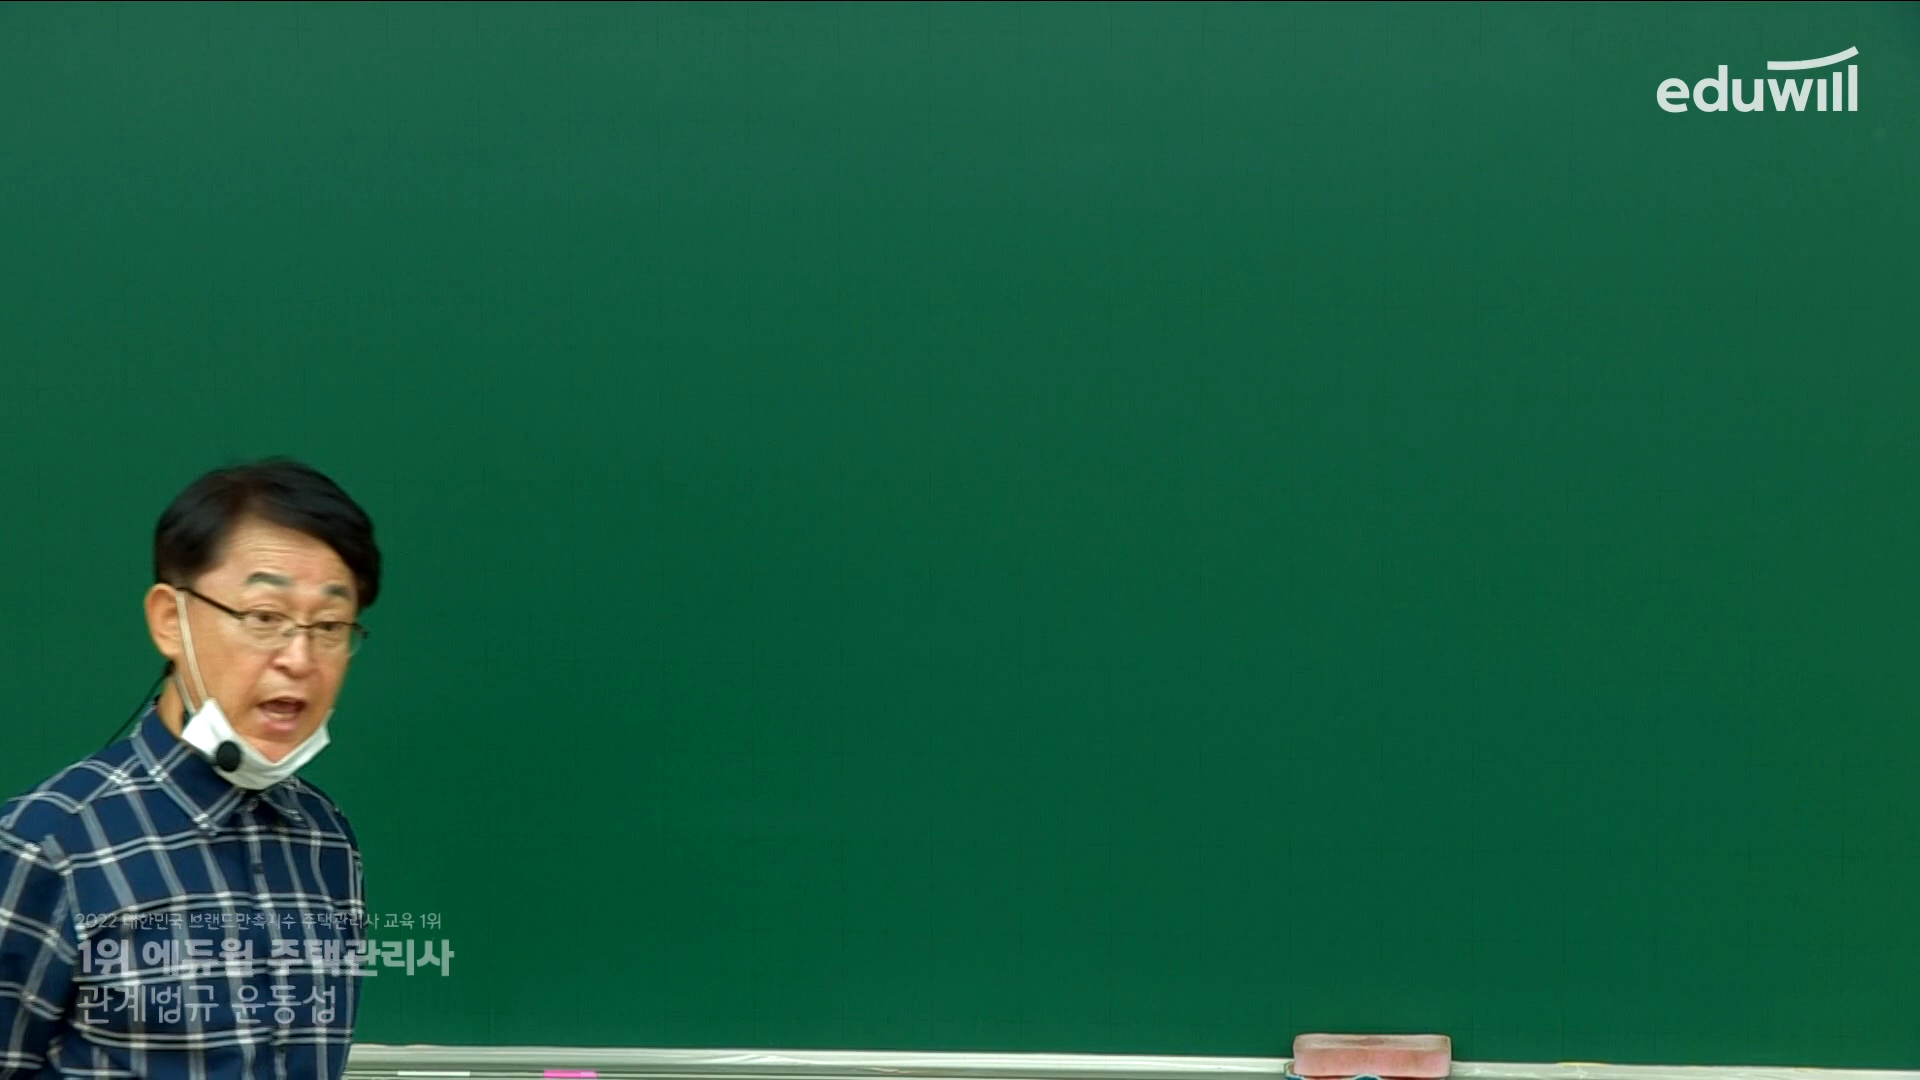 eduwill
2022 대한민국 브랜드만족지수 주택관리사 교육 1위
1위 에듀윌 주택관리사
관계법규 윤동섭